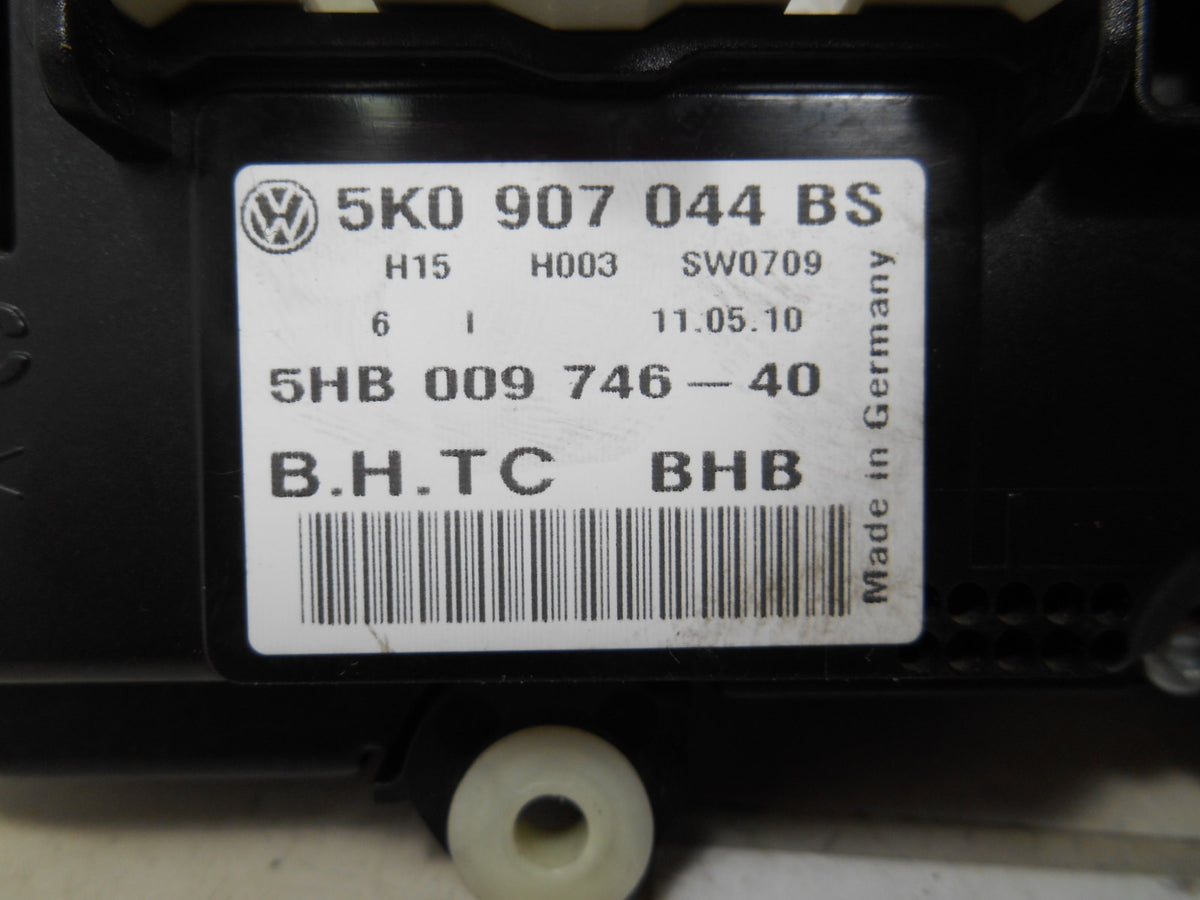 5K0 907 044 BS
H15 H003 SW0709
6 I 11.05.10
5HB 009 746-40
B.H.TC BHB
Made in Germany